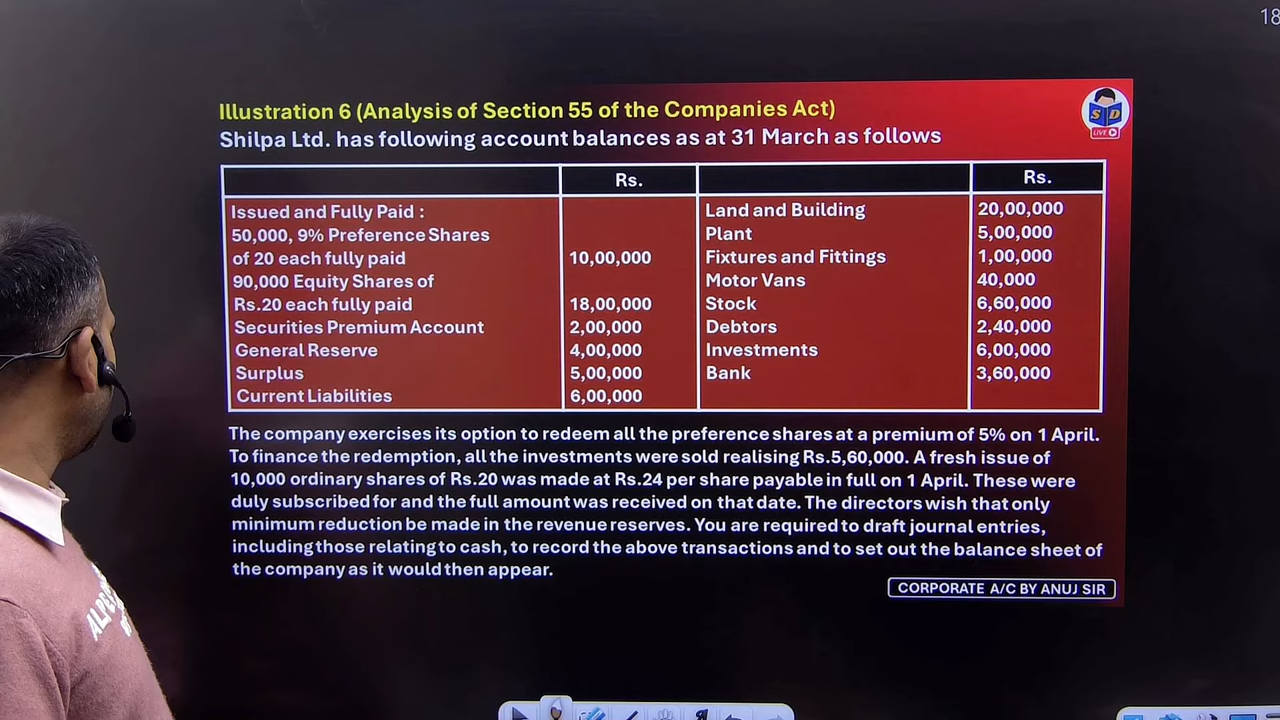 18
Illustration 6 (Analysis of Section 55 of the Companies Act)
Shilpa Ltd. has following account balances as at 31 March as follows
S D
LIVE
Rs. Rs.
Issued and Fully Paid : Land and Building 20,00,000
50,000, 9% Preference Shares Plant 5,00,000
of 20 each fully paid 10,00,000 Fixtures and Fittings 1,00,000
90,000 Equity Shares of Motor Vans 40,000
Rs.20 each fully paid 18,00,000 Stock 6,60,000
Securities Premium Account 2,00,000 Debtors 2,40,000
General Reserve 4,00,000 Investments 6,00,000
Surplus 5,00,000 Bank 3,60,000
Current Liabilities 6,00,000
The company exercises its option to redeem all the preference shares at a premium of 5% on 1 April.
To finance the redemption, all the investments were sold realising Rs.5,60,000. A fresh issue of
10,000 ordinary shares of Rs.20 was made at Rs.24 per share payable in full on 1 April. These were
duly subscribed for and the full amount was received on that date. The directors wish that only
minimum reduction be made in the revenue reserves. You are required to draft journal entries,
including those relating to cash, to record the above transactions and to set out the balance sheet of
the company as it would then appear.
CORPORATE A/C BY ANUJ SIR